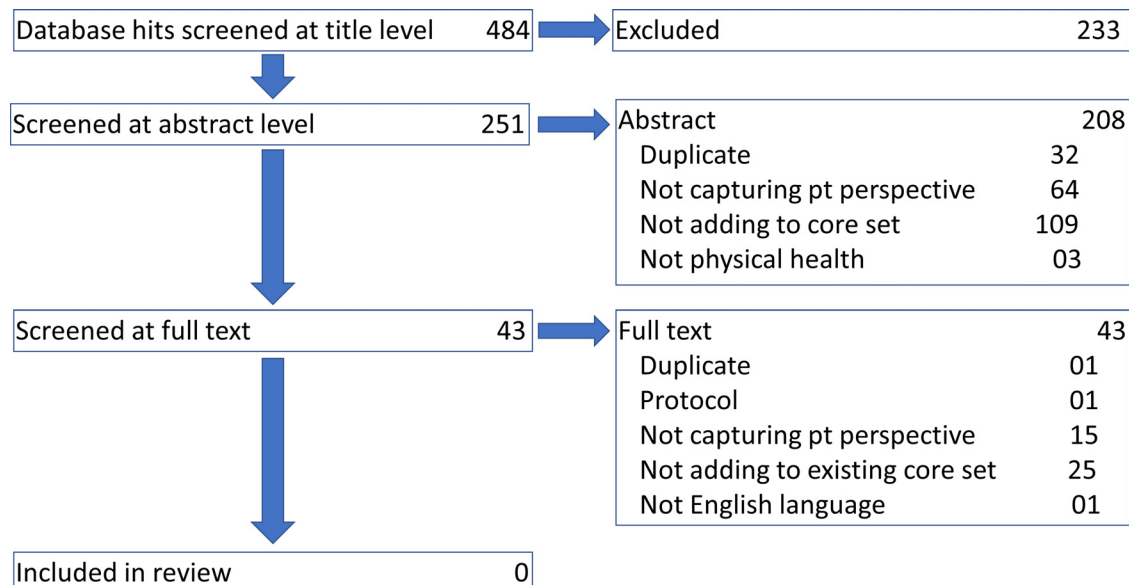 Database hits screened at title level 484
Excluded 233
Screened at abstract level 251
Abstract 208
Duplicate 32
Not capturing pt perspective 64
Not adding to core set 109
Not physical health 03
Screened at full text 43
Full text 43
Duplicate 01
Protocol 01
Not capturing pt perspective 15
Not adding to existing core set 25
Not English language 01
Included in review 0